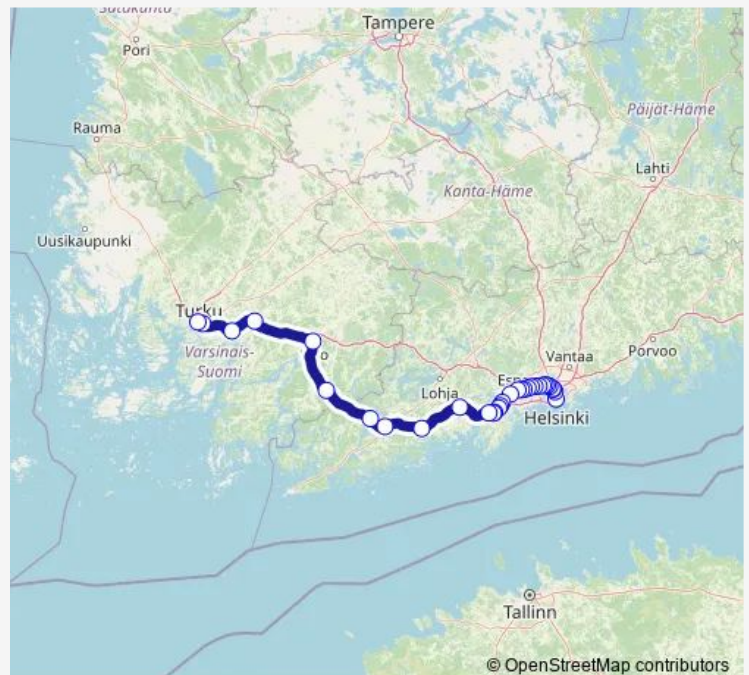 Satakunta
Tampere
Pori
Päijät-Häme
Rauma
Lahti
Kanta-Häme
Uusikaupunki
Turku
Varsinais-
Suomi
Vantaa
Porvoo
Lohja
Helsinki
Tallinn
© OpenStreetMap contributors